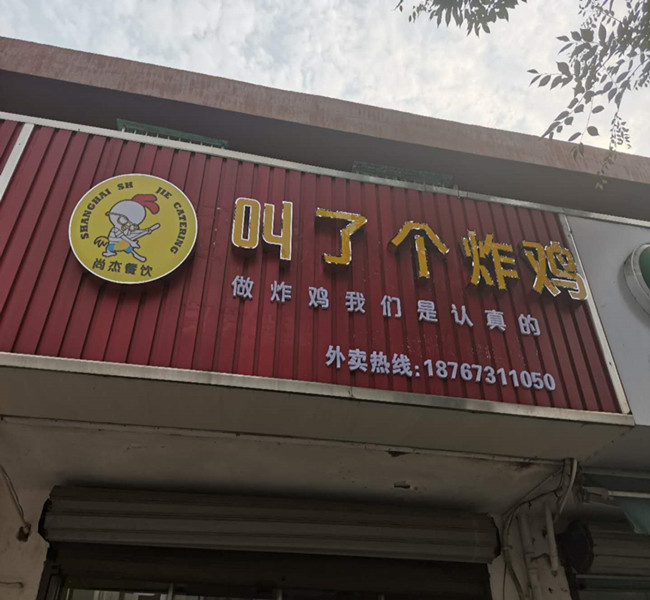 SHANGHAI SH JIE CATERING
尚杰餐饮
叫了个炸鸡
做炸鸡我们是认真的
外卖热线:18767311050